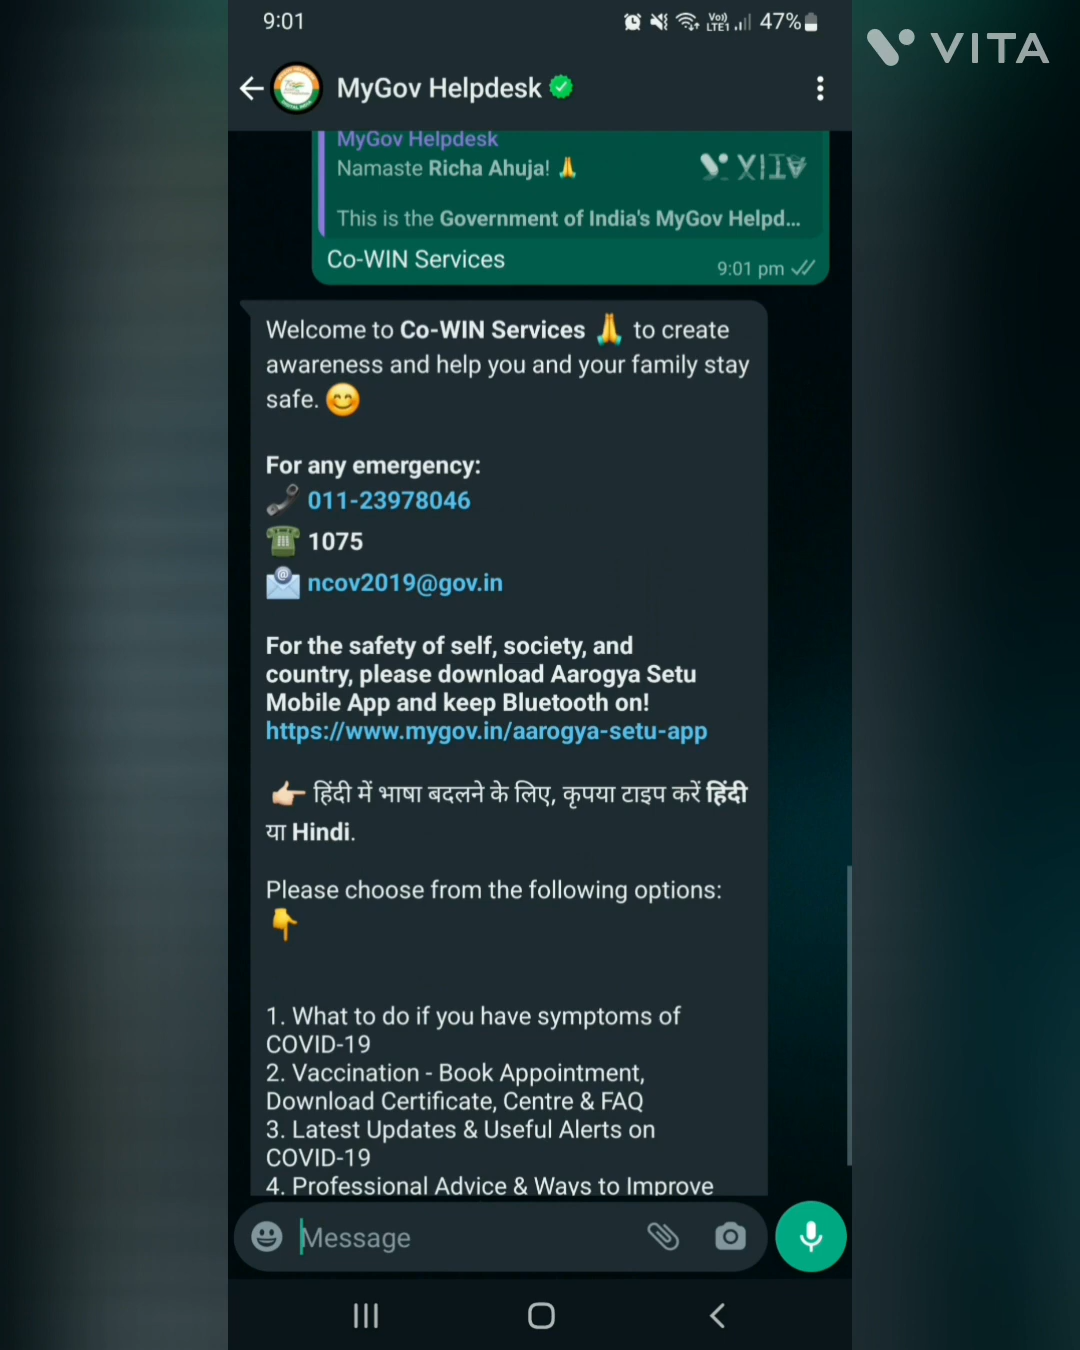 9:01
Vo)) LTE1 47%
VITA
MyGov Helpdesk
MyGov Helpdesk
Namaste Richa Ahuja! 🙏
This is the Government of India's MyGov Helpd...
Co-WIN Services
9:01 pm
Welcome to Co-WIN Services 🙏 to create
awareness and help you and your family stay
safe. 😊
For any emergency:
011-23978046
1075
ncov2019@gov.in
For the safety of self, society, and
country, please download Aarogya Setu
Mobile App and keep Bluetooth on!
https://www.mygov.in/aarogya-setu-app
👉 हिंदी में भाषा बदलने के लिए, कृपया टाइप करें हिंदी
या Hindi.
Please choose from the following options:
👇
1. What to do if you have symptoms of
COVID-19
2. Vaccination - Book Appointment,
Download Certificate, Centre & FAQ
3. Latest Updates & Useful Alerts on
COVID-19
4. Professional Advice & Ways to Improve
Message